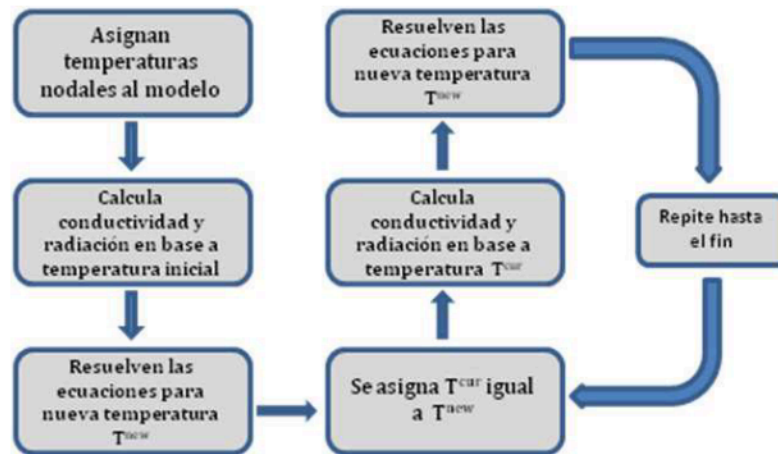 Asignan
temperaturas
nodales al modelo
Calcula
conductividad y
radiación en base a
temperatura inicial
Resuelven las
ecuaciones para
nueva temperatura
Tⁿᵉʷ
Se asigna Tᶜᵘʳ igual
a Tⁿᵉʷ
Calcula
conductividad y
radiación en base a
temperatura Tᶜᵘʳ
Resuelven las
ecuaciones para
nueva temperatura
Tⁿᵉʷ
Repite hasta
el fin